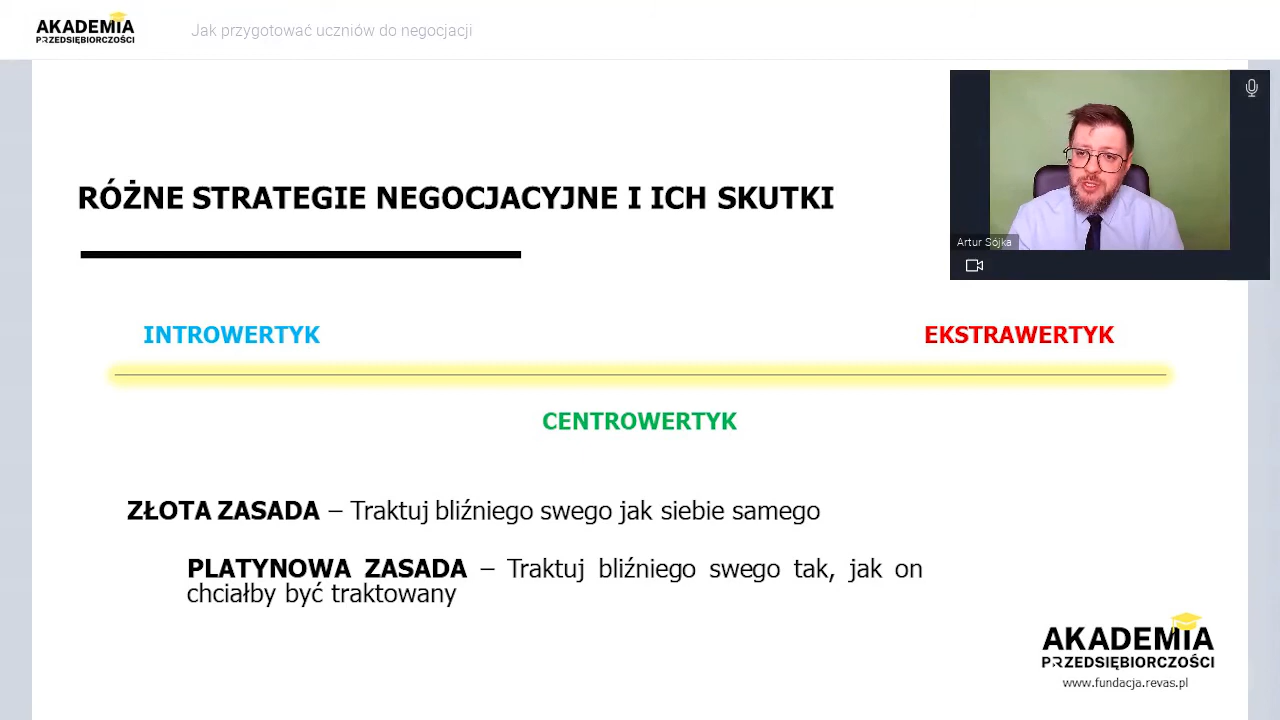 AKADEMIA
PRZEDSIĘBIORCZOŚCI
Jak przygotować uczniów do negocjacji
Artur Sójka
RÓŻNE STRATEGIE NEGOCJACYJNE I ICH SKUTKI
INTROWERTYK
EKSTRAWERTYK
CENTROWERTYK
ZŁOTA ZASADA – Traktuj bliźniego swego jak siebie samego
PLATYNOWA ZASADA – Traktuj bliźniego swego tak, jak on
chciałby być traktowany
AKADEMIA
PRZEDSIĘBIORCZOŚCI
www.fundacja.revas.pl